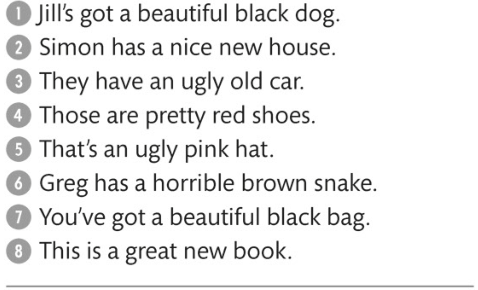 1 Jill's got a beautiful black dog.
2 Simon has a nice new house.
3 They have an ugly old car.
4 Those are pretty red shoes.
5 That's an ugly pink hat.
6 Greg has a horrible brown snake.
7 You've got a beautiful black bag.
8 This is a great new book.